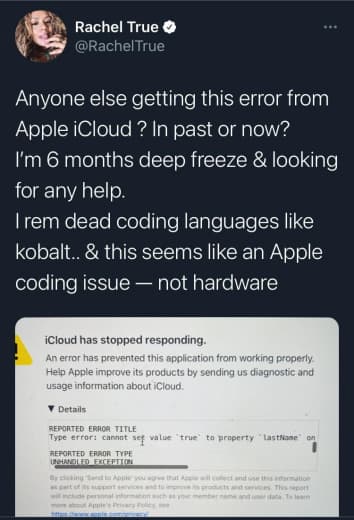 Rachel True
@RachelTrue
Anyone else getting this error from
Apple iCloud ? In past or now?
I'm 6 months deep freeze & looking
for any help.
I rem dead coding languages like
kobalt.. & this seems like an Apple
coding issue — not hardware
iCloud has stopped responding.
An error has prevented this application from working properly.
Help Apple improve its products by sending us diagnostic and
usage information about iCloud.
▼ Details
REPORTED ERROR TITLE
Type error: cannot set value `true` to property `lastName` on
REPORTED ERROR TYPE
UNHANDLED_EXCEPTION
By clicking 'Send to Apple' you agree that Apple will collect and use this information
as part of its support services and to improve its products and services. This report
will include personal information such as your member name and user data. To learn
more about Apple's Privacy Policy, see
https://www.apple.com/privacy/